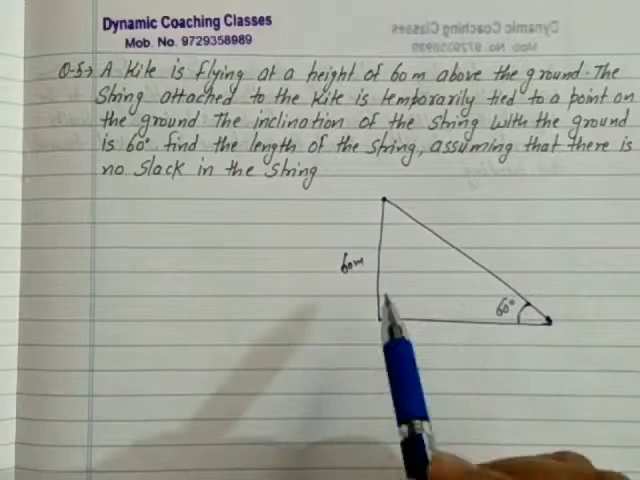 Dynamic Coaching Classes
Mob. No. 9729358989
Q-5→ A Kite is flying at a height of 60 m above the ground. The
String attached to the Kite is temporarily tied to a point on
the ground The inclination of the string with the ground
is 60°. find the length of the string, assuming that there is
no Slack in the String
60m
60°